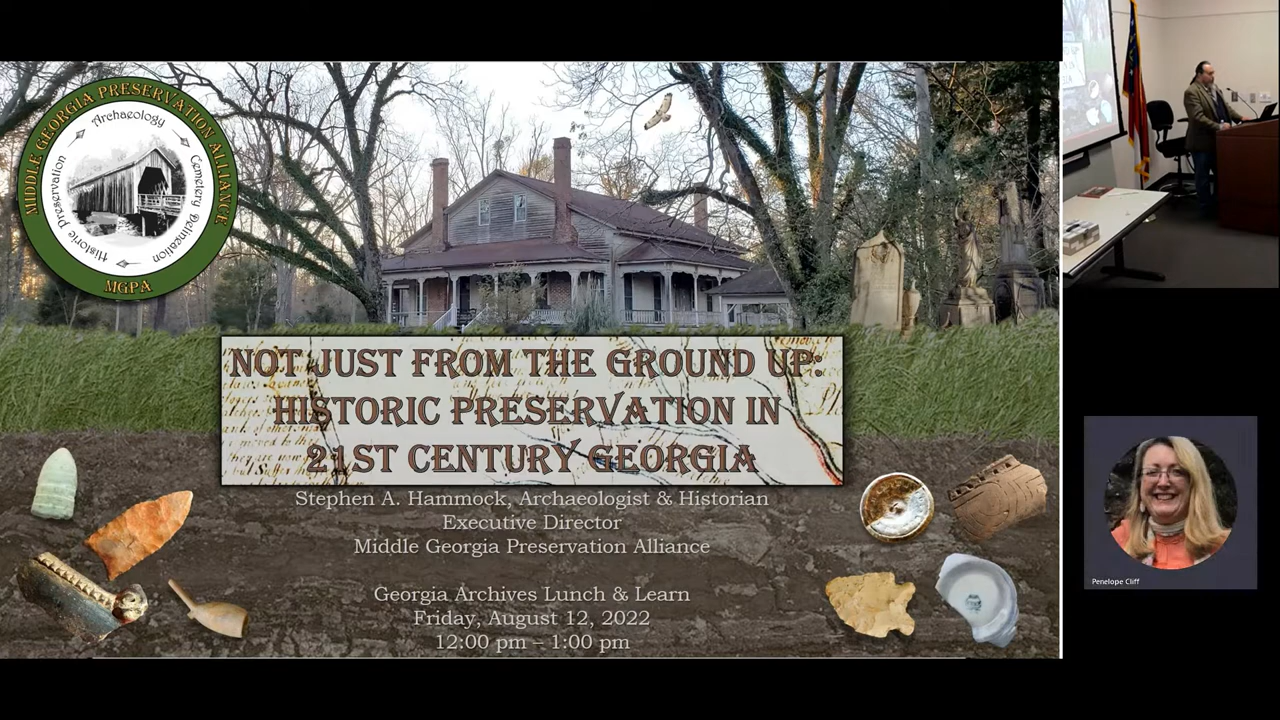 MIDDLE GEORGIA PRESERVATION ALLIANCE
Archaeology
Cemetery Delineation
Historic Preservation
MGPA
NOT JUST FROM THE GROUND UP:
HISTORIC PRESERVATION IN
21ST CENTURY GEORGIA
Stephen A. Hammock, Archaeologist & Historian
Executive Director
Middle Georgia Preservation Alliance
Georgia Archives Lunch & Learn
Friday, August 12, 2022
12:00 pm – 1:00 pm
Penelope Cliff